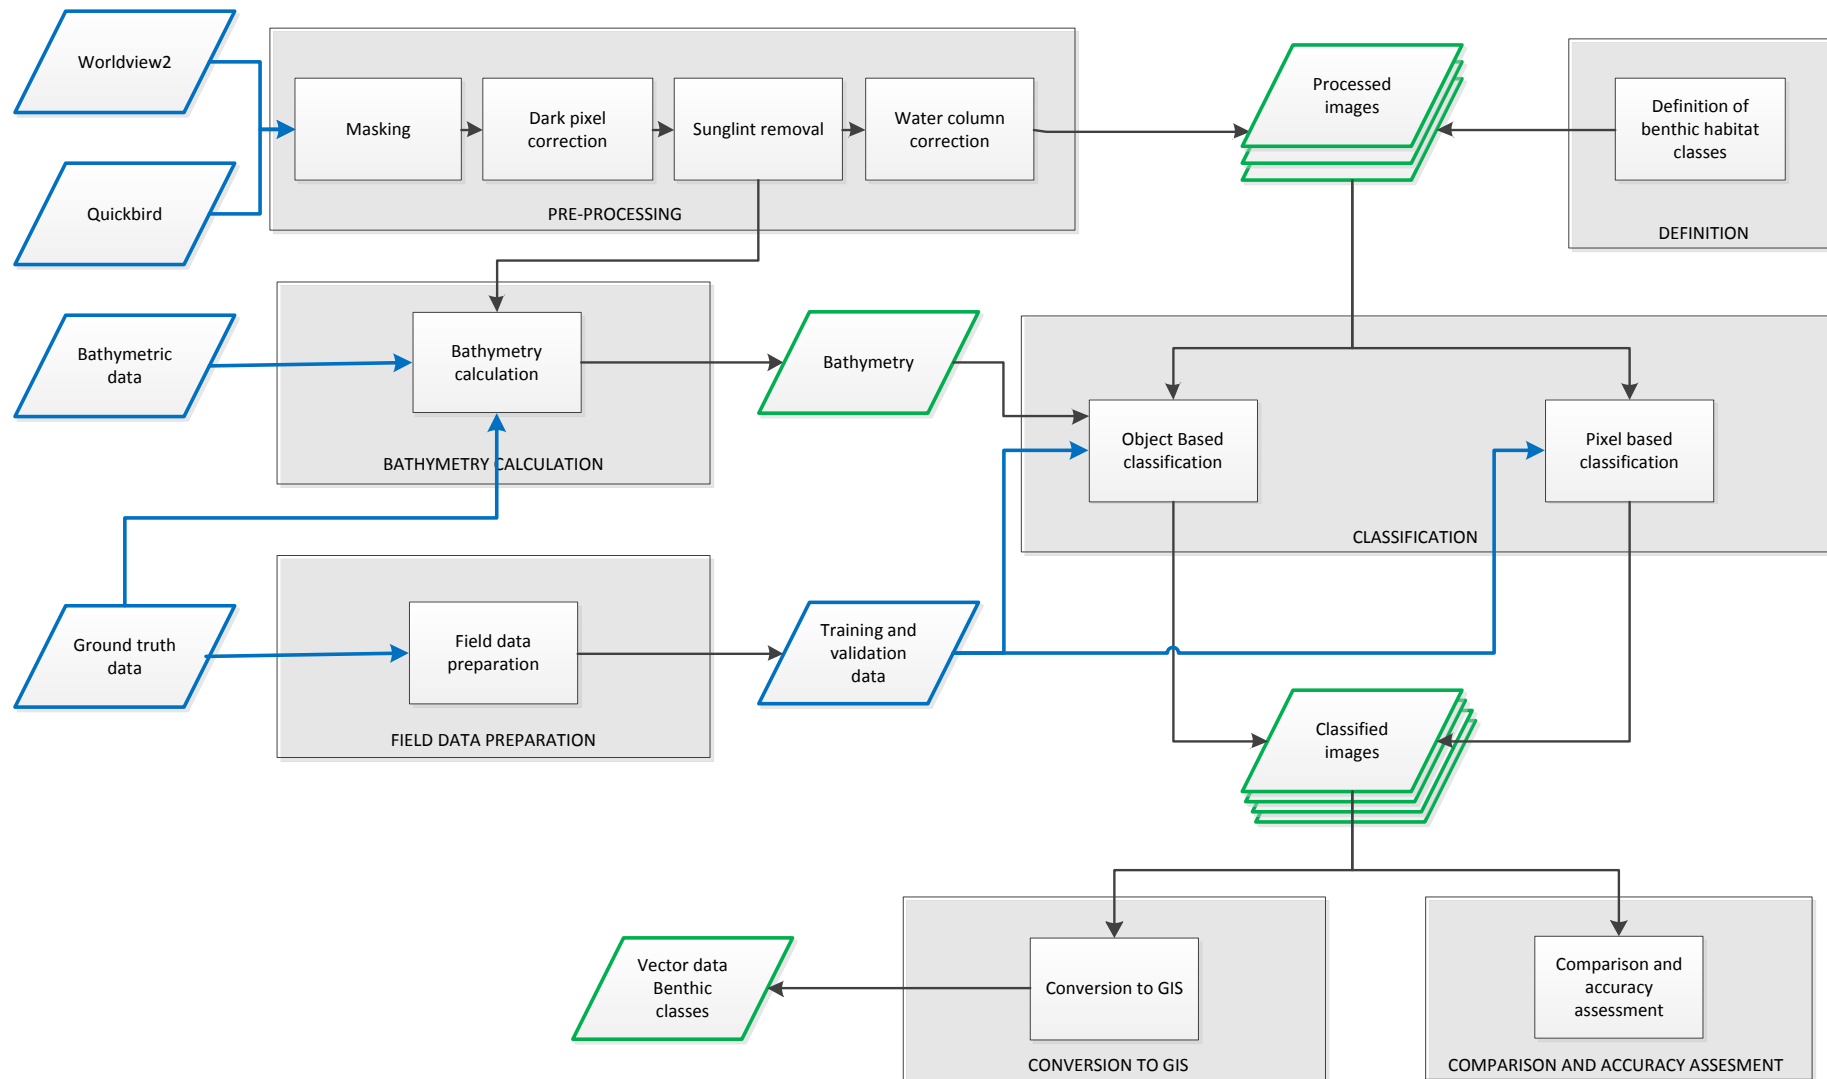 Worldview2
Quickbird
Masking
Dark pixel
correction
Sunglint removal
Water column
correction
PRE-PROCESSING
Processed
images
Definition of
benthic habitat
classes
DEFINITION
Bathymetric
data
Bathymetry
calculation
BATHYMETRY CALCULATION
Bathymetry
Object Based
classification
Pixel based
classification
CLASSIFICATION
Ground truth
data
Field data
preparation
FIELD DATA PREPARATION
Training and
validation
data
Classified
images
Vector data
Benthic
classes
Conversion to GIS
CONVERSION TO GIS
Comparison and
accuracy
assessment
COMPARISON AND ACCURACY ASSESMENT